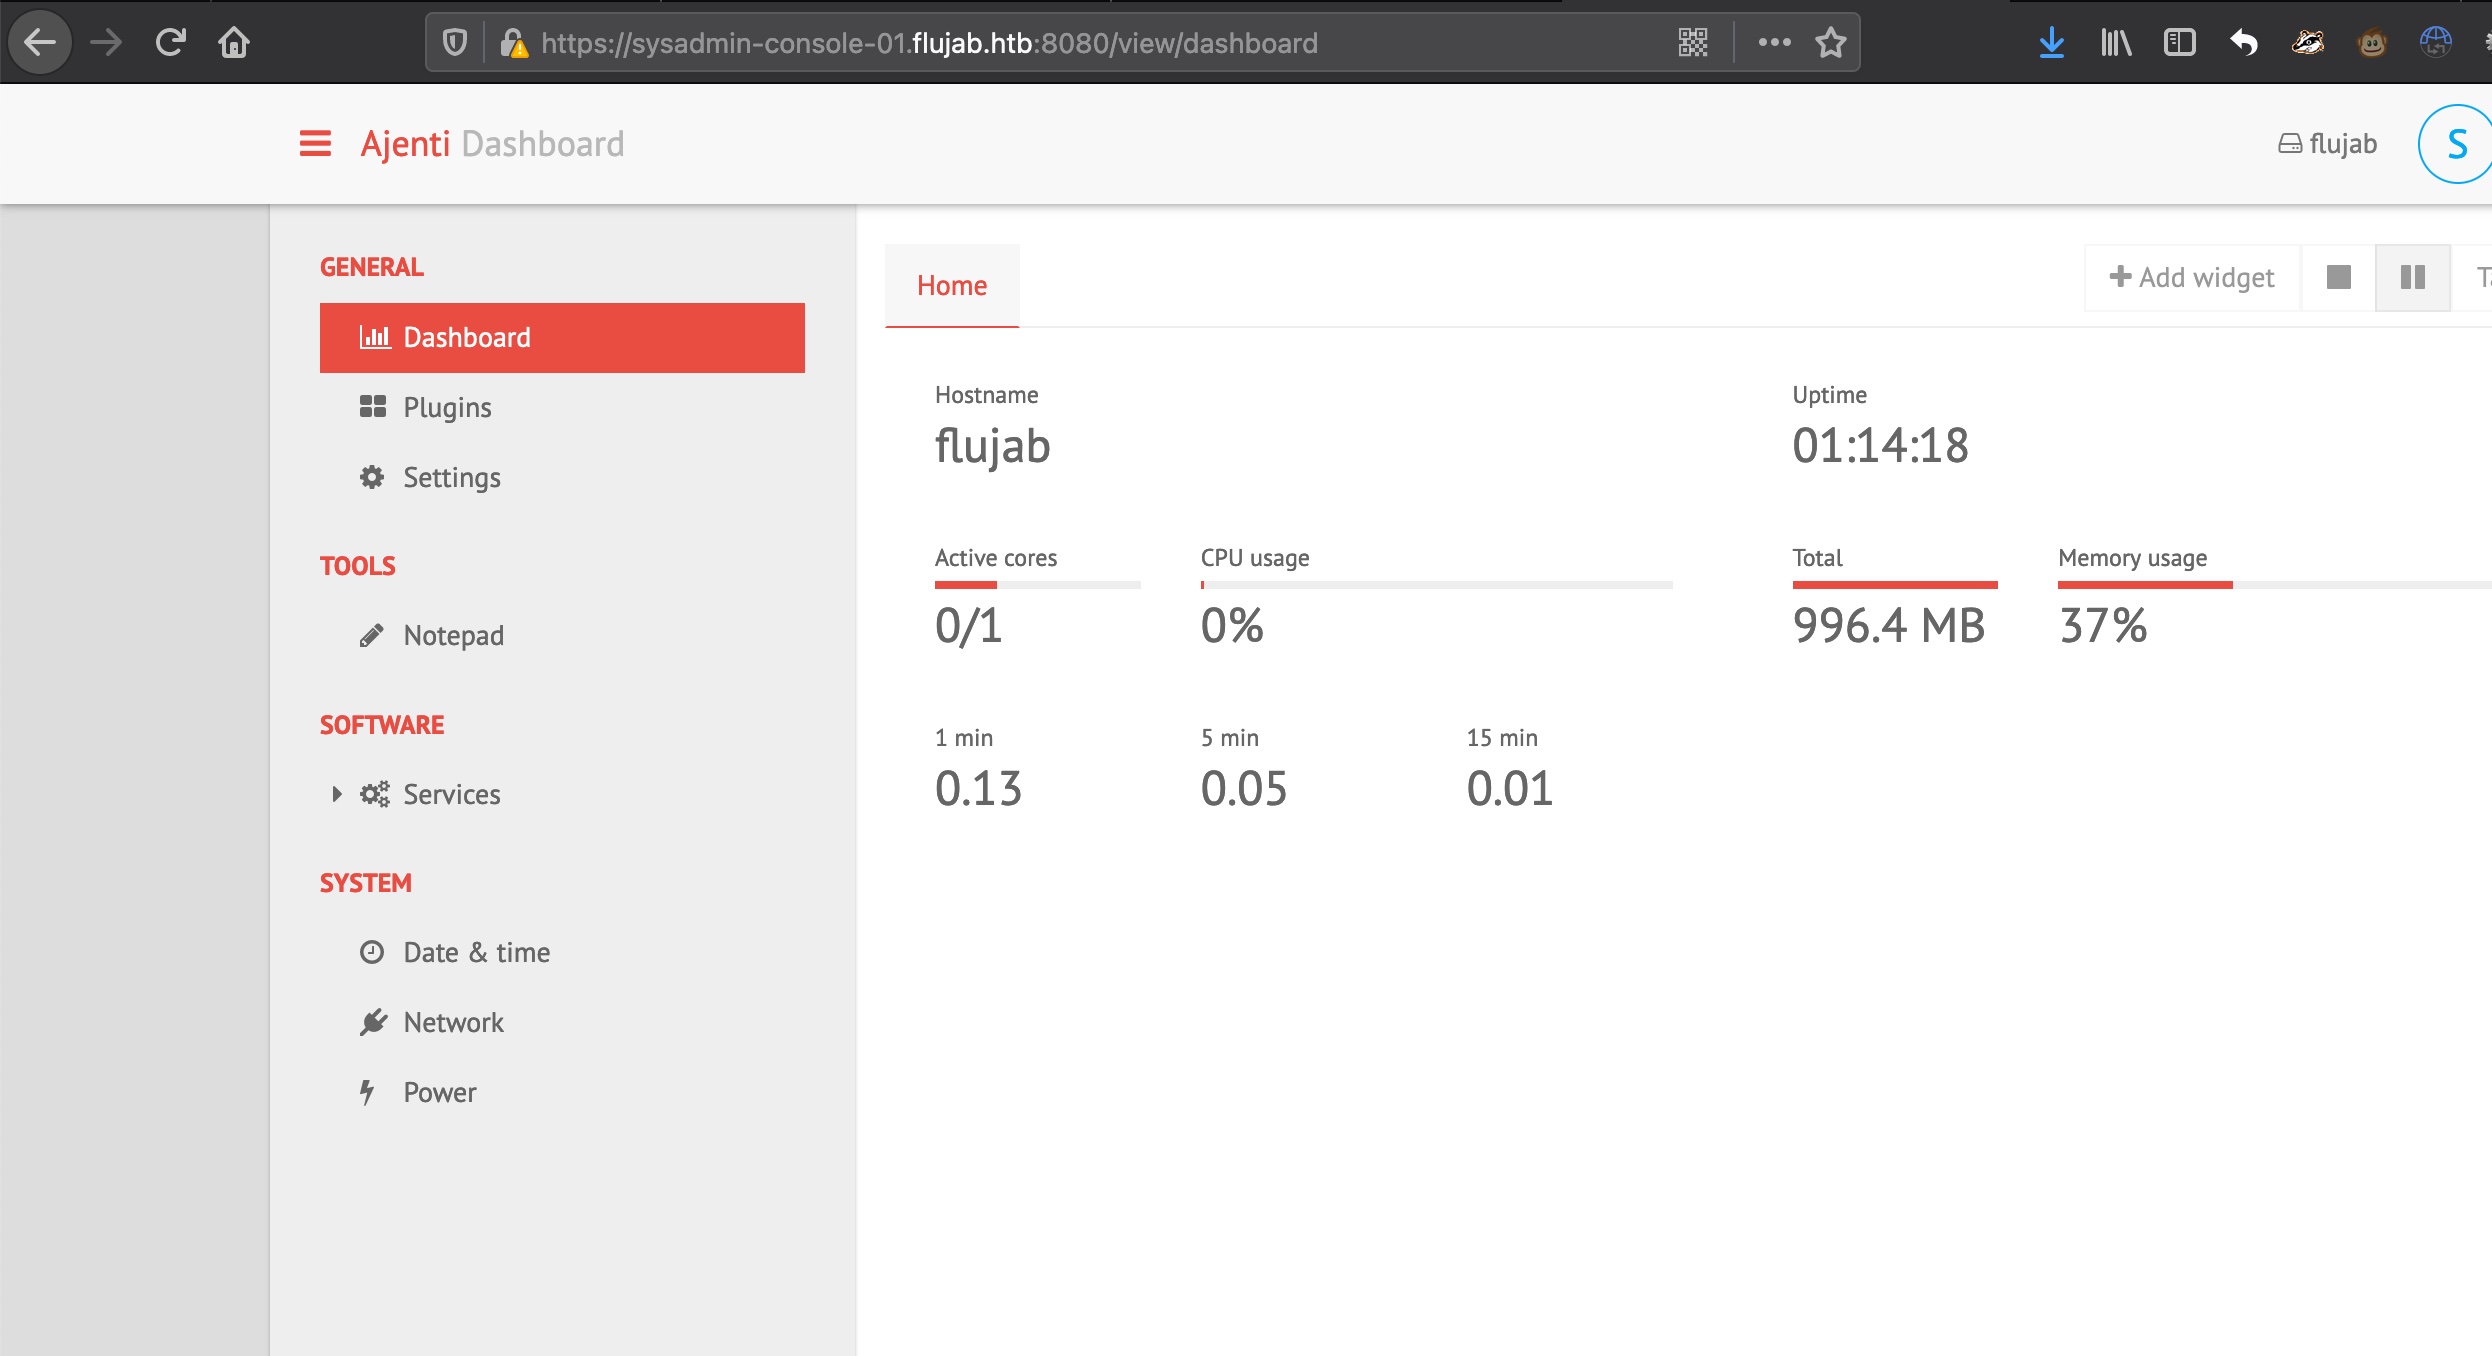 https://sysadmin-console-01.flujab.htb:8080/view/dashboard
Ajenti Dashboard
flujab
S
GENERAL
Dashboard
Plugins
Settings
TOOLS
Notepad
SOFTWARE
Services
SYSTEM
Date & time
Network
Power
Home
Add widget
Hostname
flujab
Uptime
01:14:18
Active cores
0/1
CPU usage
0%
Total
996.4 MB
Memory usage
37%
1 min
0.13
5 min
0.05
15 min
0.01